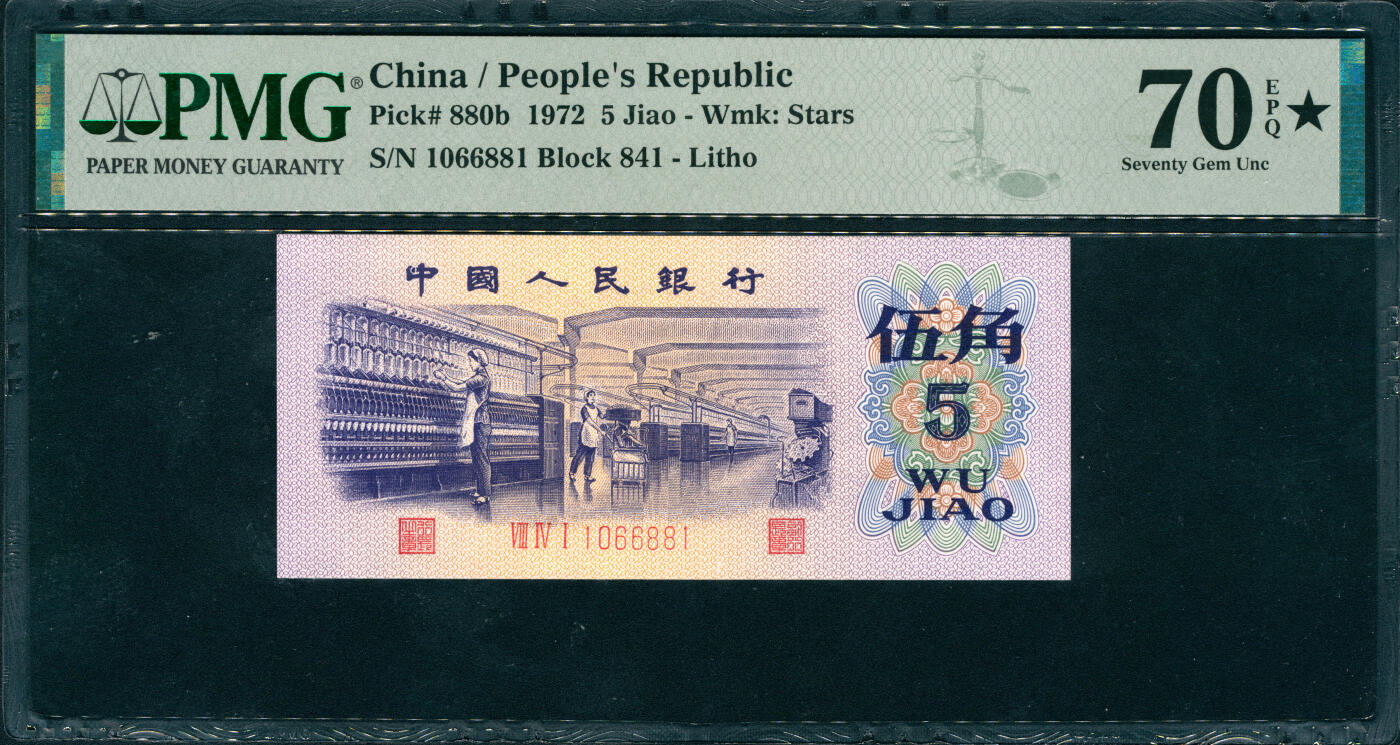 PMG®
PAPER MONEY GUARANTY
China / People's Republic
Pick# 880b 1972 5 Jiao - Wmk: Stars
S/N 1066881 Block 841 - Litho
70 EPQ ★
Seventy Gem Unc
中國人民銀行
伍角
5
WU
JIAO
VIII IV I 1066881